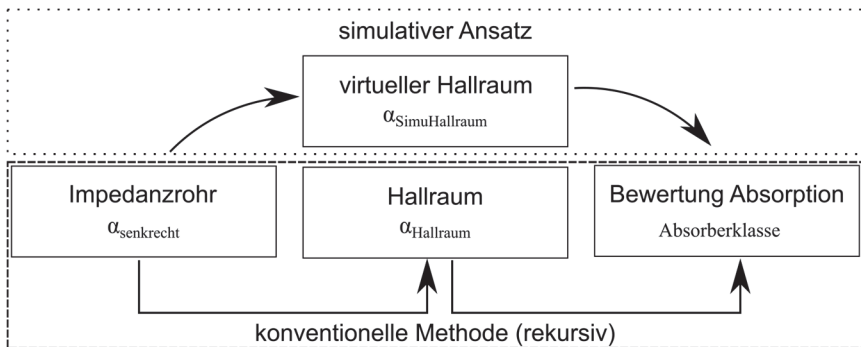 simulativer Ansatz
virtueller Hallraum
αSimuHallraum
Impedanzrohr
αsenkrecht
Hallraum
αHallraum
Bewertung Absorption
Absorberklasse
konventionelle Methode (rekursiv)